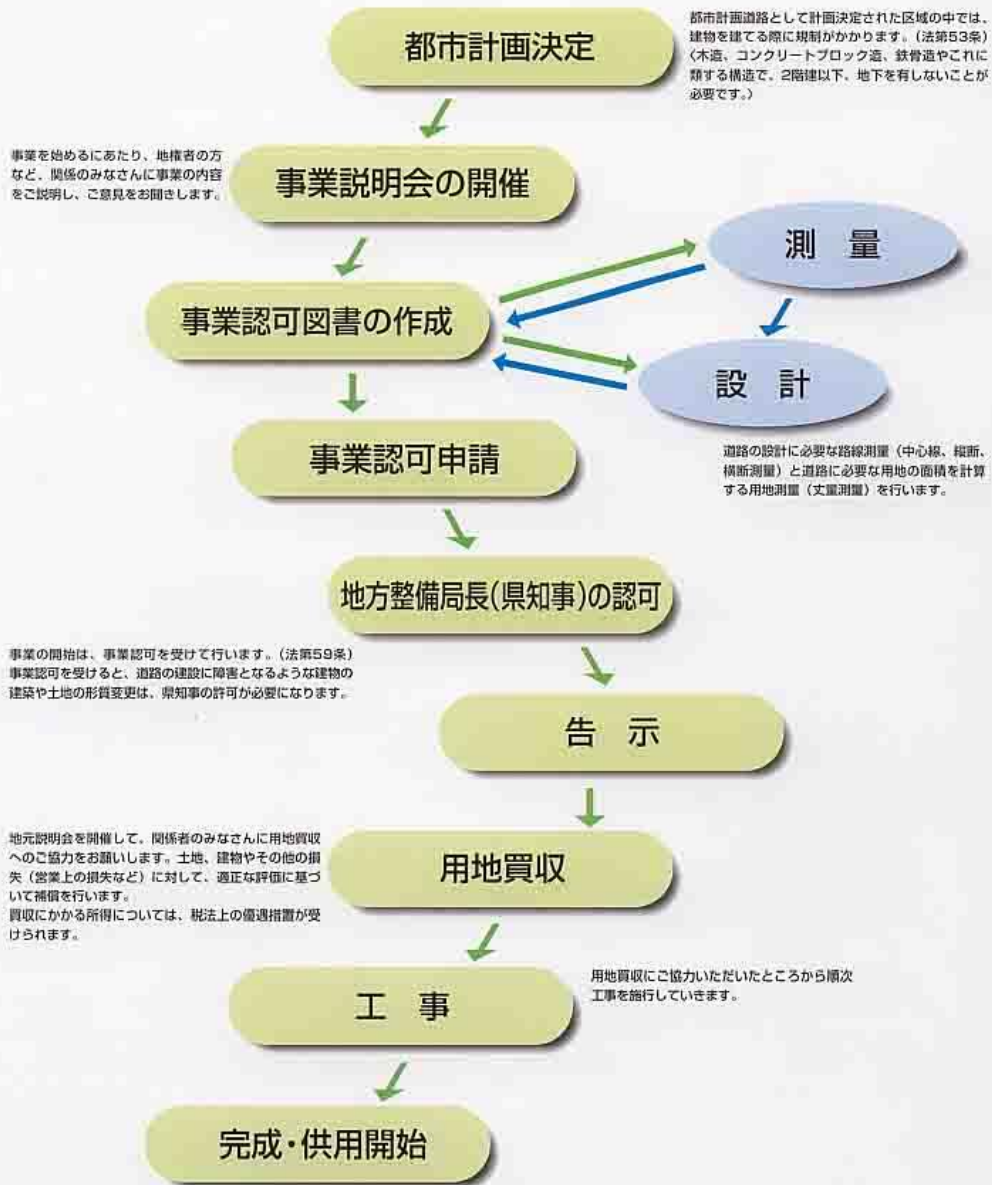 都市計画決定
都市計画道路として計画決定された区域の中では、
建物を建てる際に規制がかかります。(法第53条)
〈木造、コンクリートブロック造、鉄骨造やこれに
類する構造で、2階建以下、地下を有しないことが
必要です。〉
事業を始めるにあたり、地権者の方
など、関係のみなさんに事業の内容
をご説明し、ご意見をお聞きします。
事業説明会の開催
測 量
事業認可図書の作成
設 計
事業認可申請
道路の設計に必要な路線測量(中心線、縦断、
横断測量)と道路に必要な用地の面積を計算
する用地測量(丈量測量)を行います。
地方整備局長(県知事)の認可
事業の開始は、事業認可を受けて行います。(法第59条)
事業認可を受けると、道路の建設に障害となるような建物の
建築や土地の形質変更は、県知事の許可が必要になります。
告 示
地元説明会を開催して、関係者のみなさんに用地買収
へのご協力をお願いします。土地、建物やその他の損
失(営業上の損失など)に対して、適正な評価に基づ
いて補償を行います。
買収にかかる所得については、税法上の優遇措置が受
けられます。
用地買収
工 事
用地買収にご協力いただいたところから順次
工事を施行していきます。
完成・供用開始